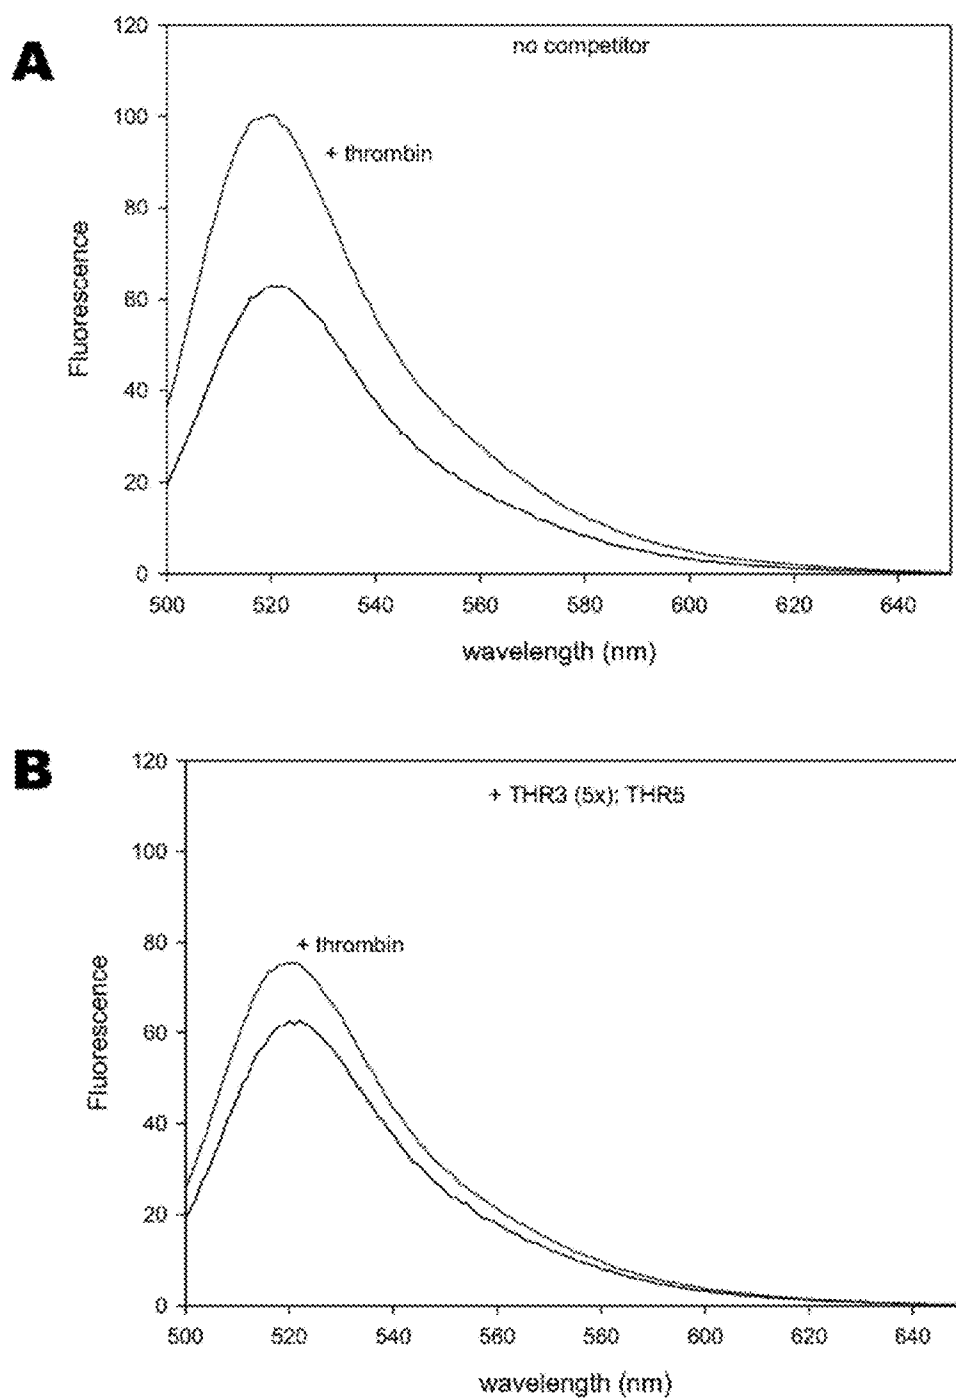 A
no competitor
+ thrombin
Fluorescence
120
100
80
60
40
20
0
500 520 540 560 580 600 620 640
wavelength (nm)
B
+ THR3 (5x); THR5
+ thrombin
Fluorescence
120
100
80
60
40
20
0
500 520 540 560 580 600 620 640
wavelength (nm)